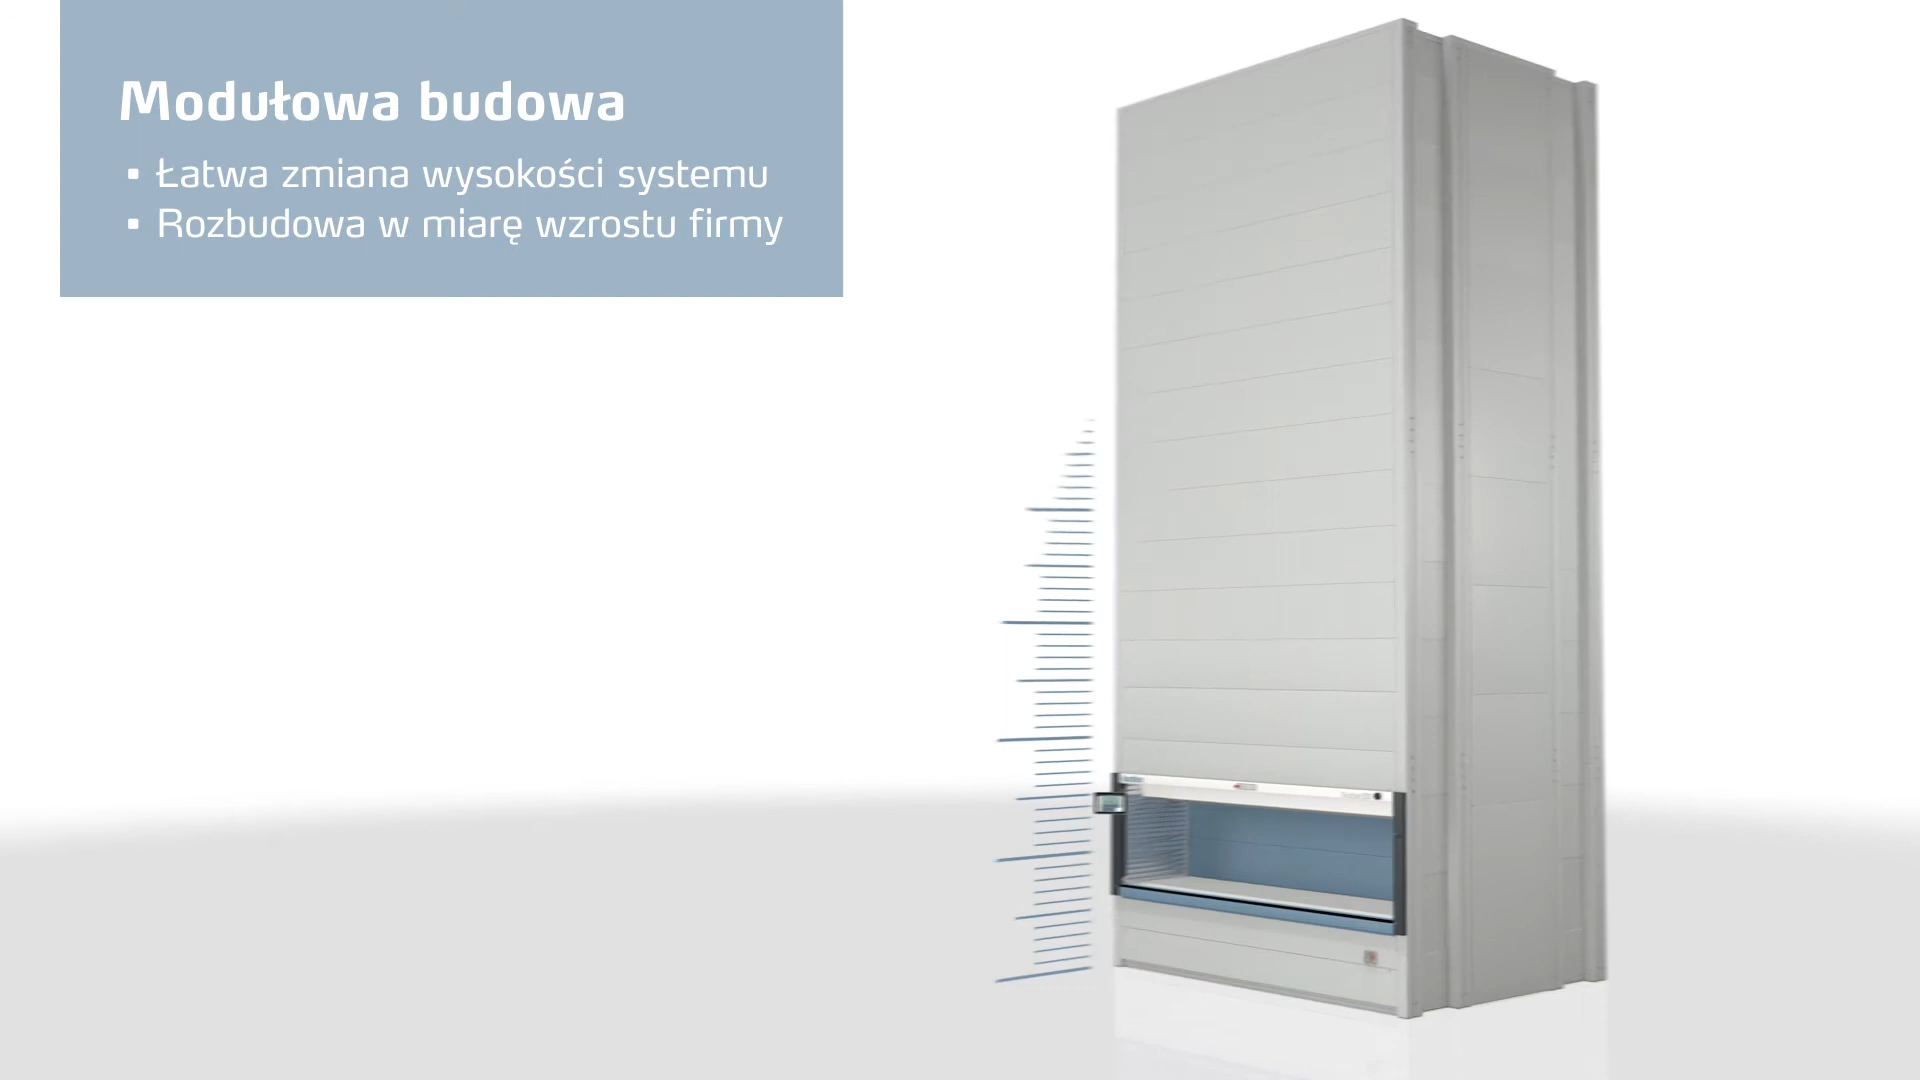 Modułowa budowa
▪ Łatwa zmiana wysokości systemu
▪ Rozbudowa w miarę wzrostu firmy